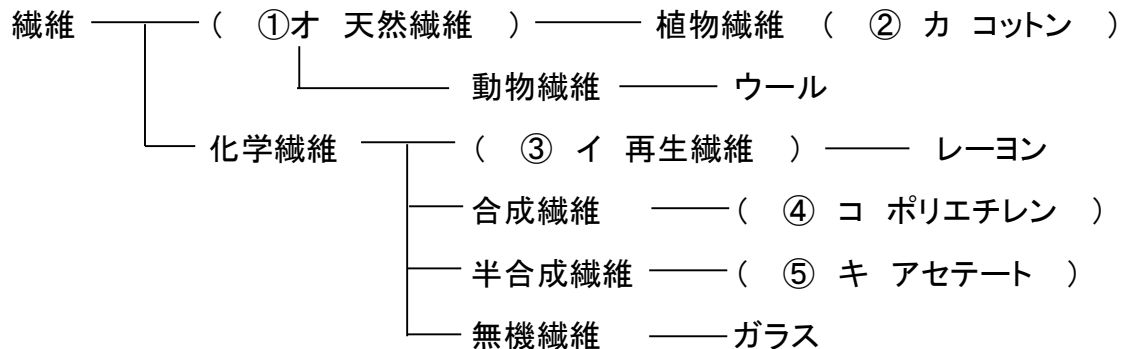 繊維 ( ①オ 天然繊維 ) 植物繊維 ( ② カ コットン )
動物繊維 ウール
化学繊維 ( ③ イ 再生繊維 ) レーヨン
合成繊維 ( ④ コ ポリエチレン )
半合成繊維 ( ⑤ キ アセテート )
無機繊維 ガラス